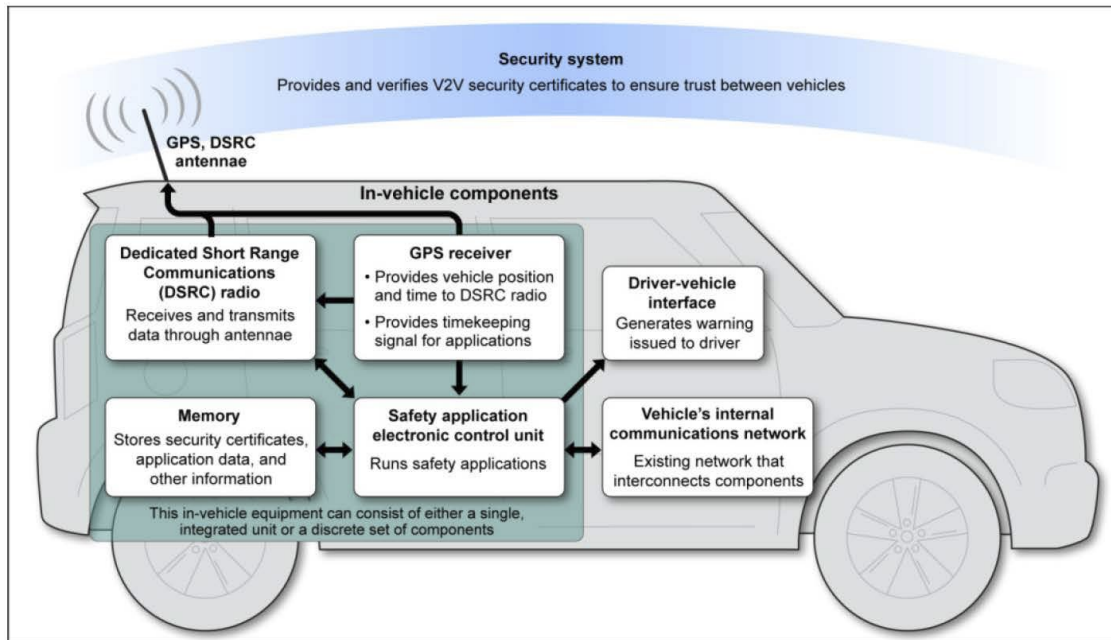 Security system
Provides and verifies V2V security certificates to ensure trust between vehicles
GPS, DSRC
antennae
In-vehicle components
Dedicated Short Range
Communications
(DSRC) radio
Receives and transmits
data through antennae
GPS receiver
• Provides vehicle position
and time to DSRC radio
• Provides timekeeping
signal for applications
Driver-vehicle
interface
Generates warning
issued to driver
Memory
Stores security certificates,
application data, and
other information
Safety application
electronic control unit
Runs safety applications
Vehicle's internal
communications network
Existing network that
interconnects components
This in-vehicle equipment can consist of either a single,
integrated unit or a discrete set of components